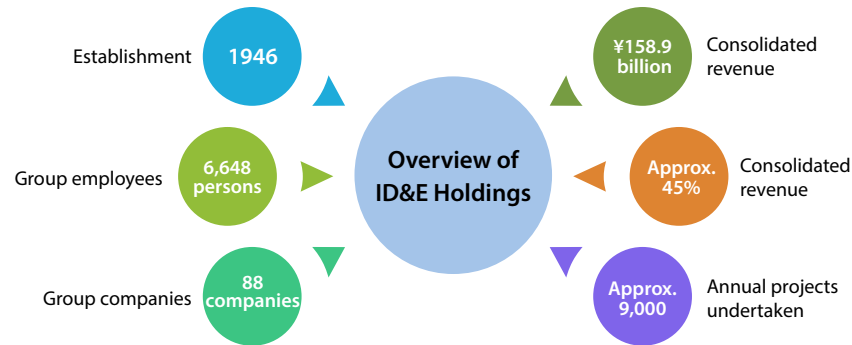 Establishment
1946
Group employees
6,648
persons
Group companies
88
companies
Overview of
ID&E Holdings
¥158.9
billion
Consolidated
revenue
Approx.
45%
Consolidated
revenue
Approx.
9,000
Annual projects
undertaken